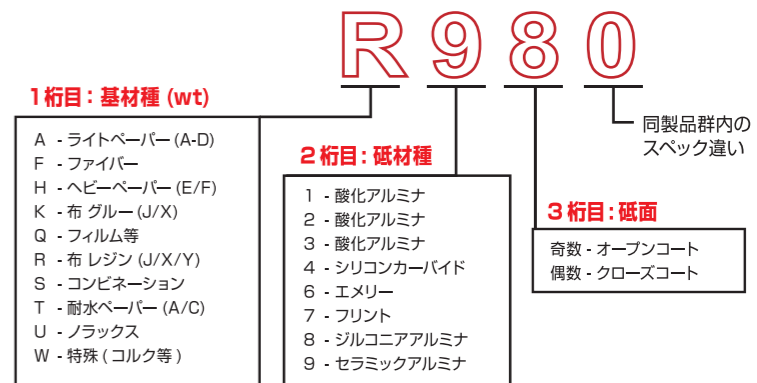 R980
1桁目：基材種 (wt)
A - ライトペーパー (A-D)
F - ファイバー
H - ヘビーペーパー (E/F)
K - 布 グルー (J/X)
Q - フィルム等
R - 布 レジン (J/X/Y)
S - コンビネーション
T - 耐水ペーパー (A/C)
U - ノラックス
W - 特殊 ( コルク等 )
2桁目：砥材種
1 - 酸化アルミナ
2 - 酸化アルミナ
3 - 酸化アルミナ
4 - シリコンカーバイド
6 - エメリー
7 - フリント
8 - ジルコニアアルミナ
9 - セラミックアルミナ
同製品群内の
スペック違い
3桁目：砥面
奇数 - オープンコート
偶数 - クローズコート